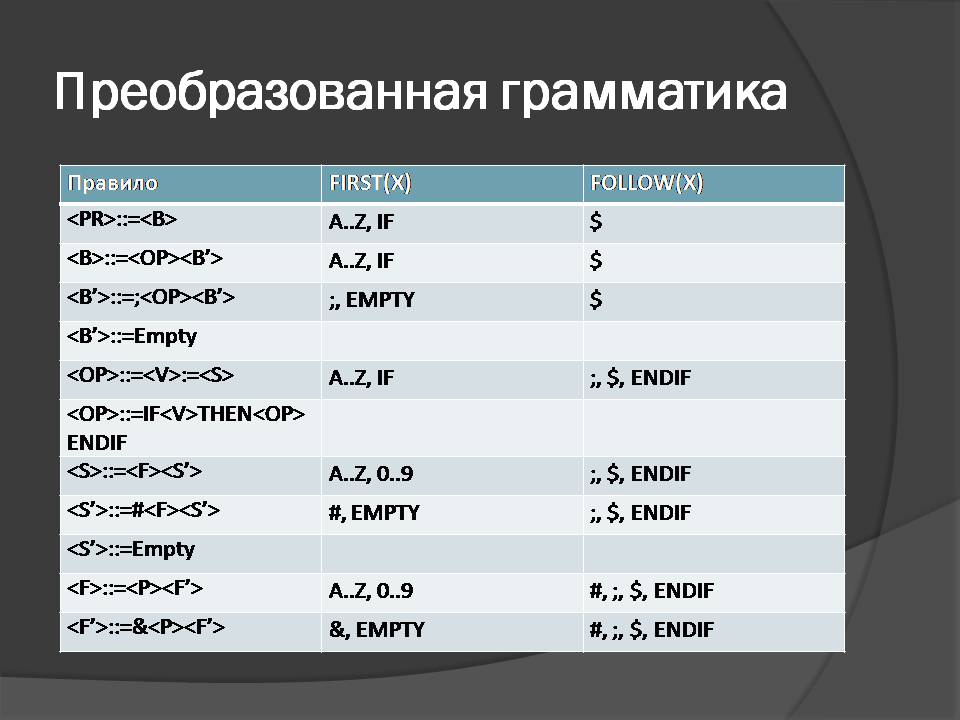 Преобразованная грамматика
Правило FIRST(X) FOLLOW(X)
<PR>::=<B> A..Z, IF $
<B>::=<OP><B’> A..Z, IF $
<B’>::=;<OP><B’> ;, EMPTY $
<B’>::=Empty
<OP>::=<V>:=<S> A..Z, IF ;, $, ENDIF
<OP>::=IF<V>THEN<OP>
ENDIF
<S>::=<F><S’> A..Z, 0..9 ;, $, ENDIF
<S’>::=#<F><S’> #, EMPTY ;, $, ENDIF
<S’>::=Empty
<F>::=<P><F’> A..Z, 0..9 #, ;, $, ENDIF
<F’>::=&<P><F’> &, EMPTY #, ;, $, ENDIF